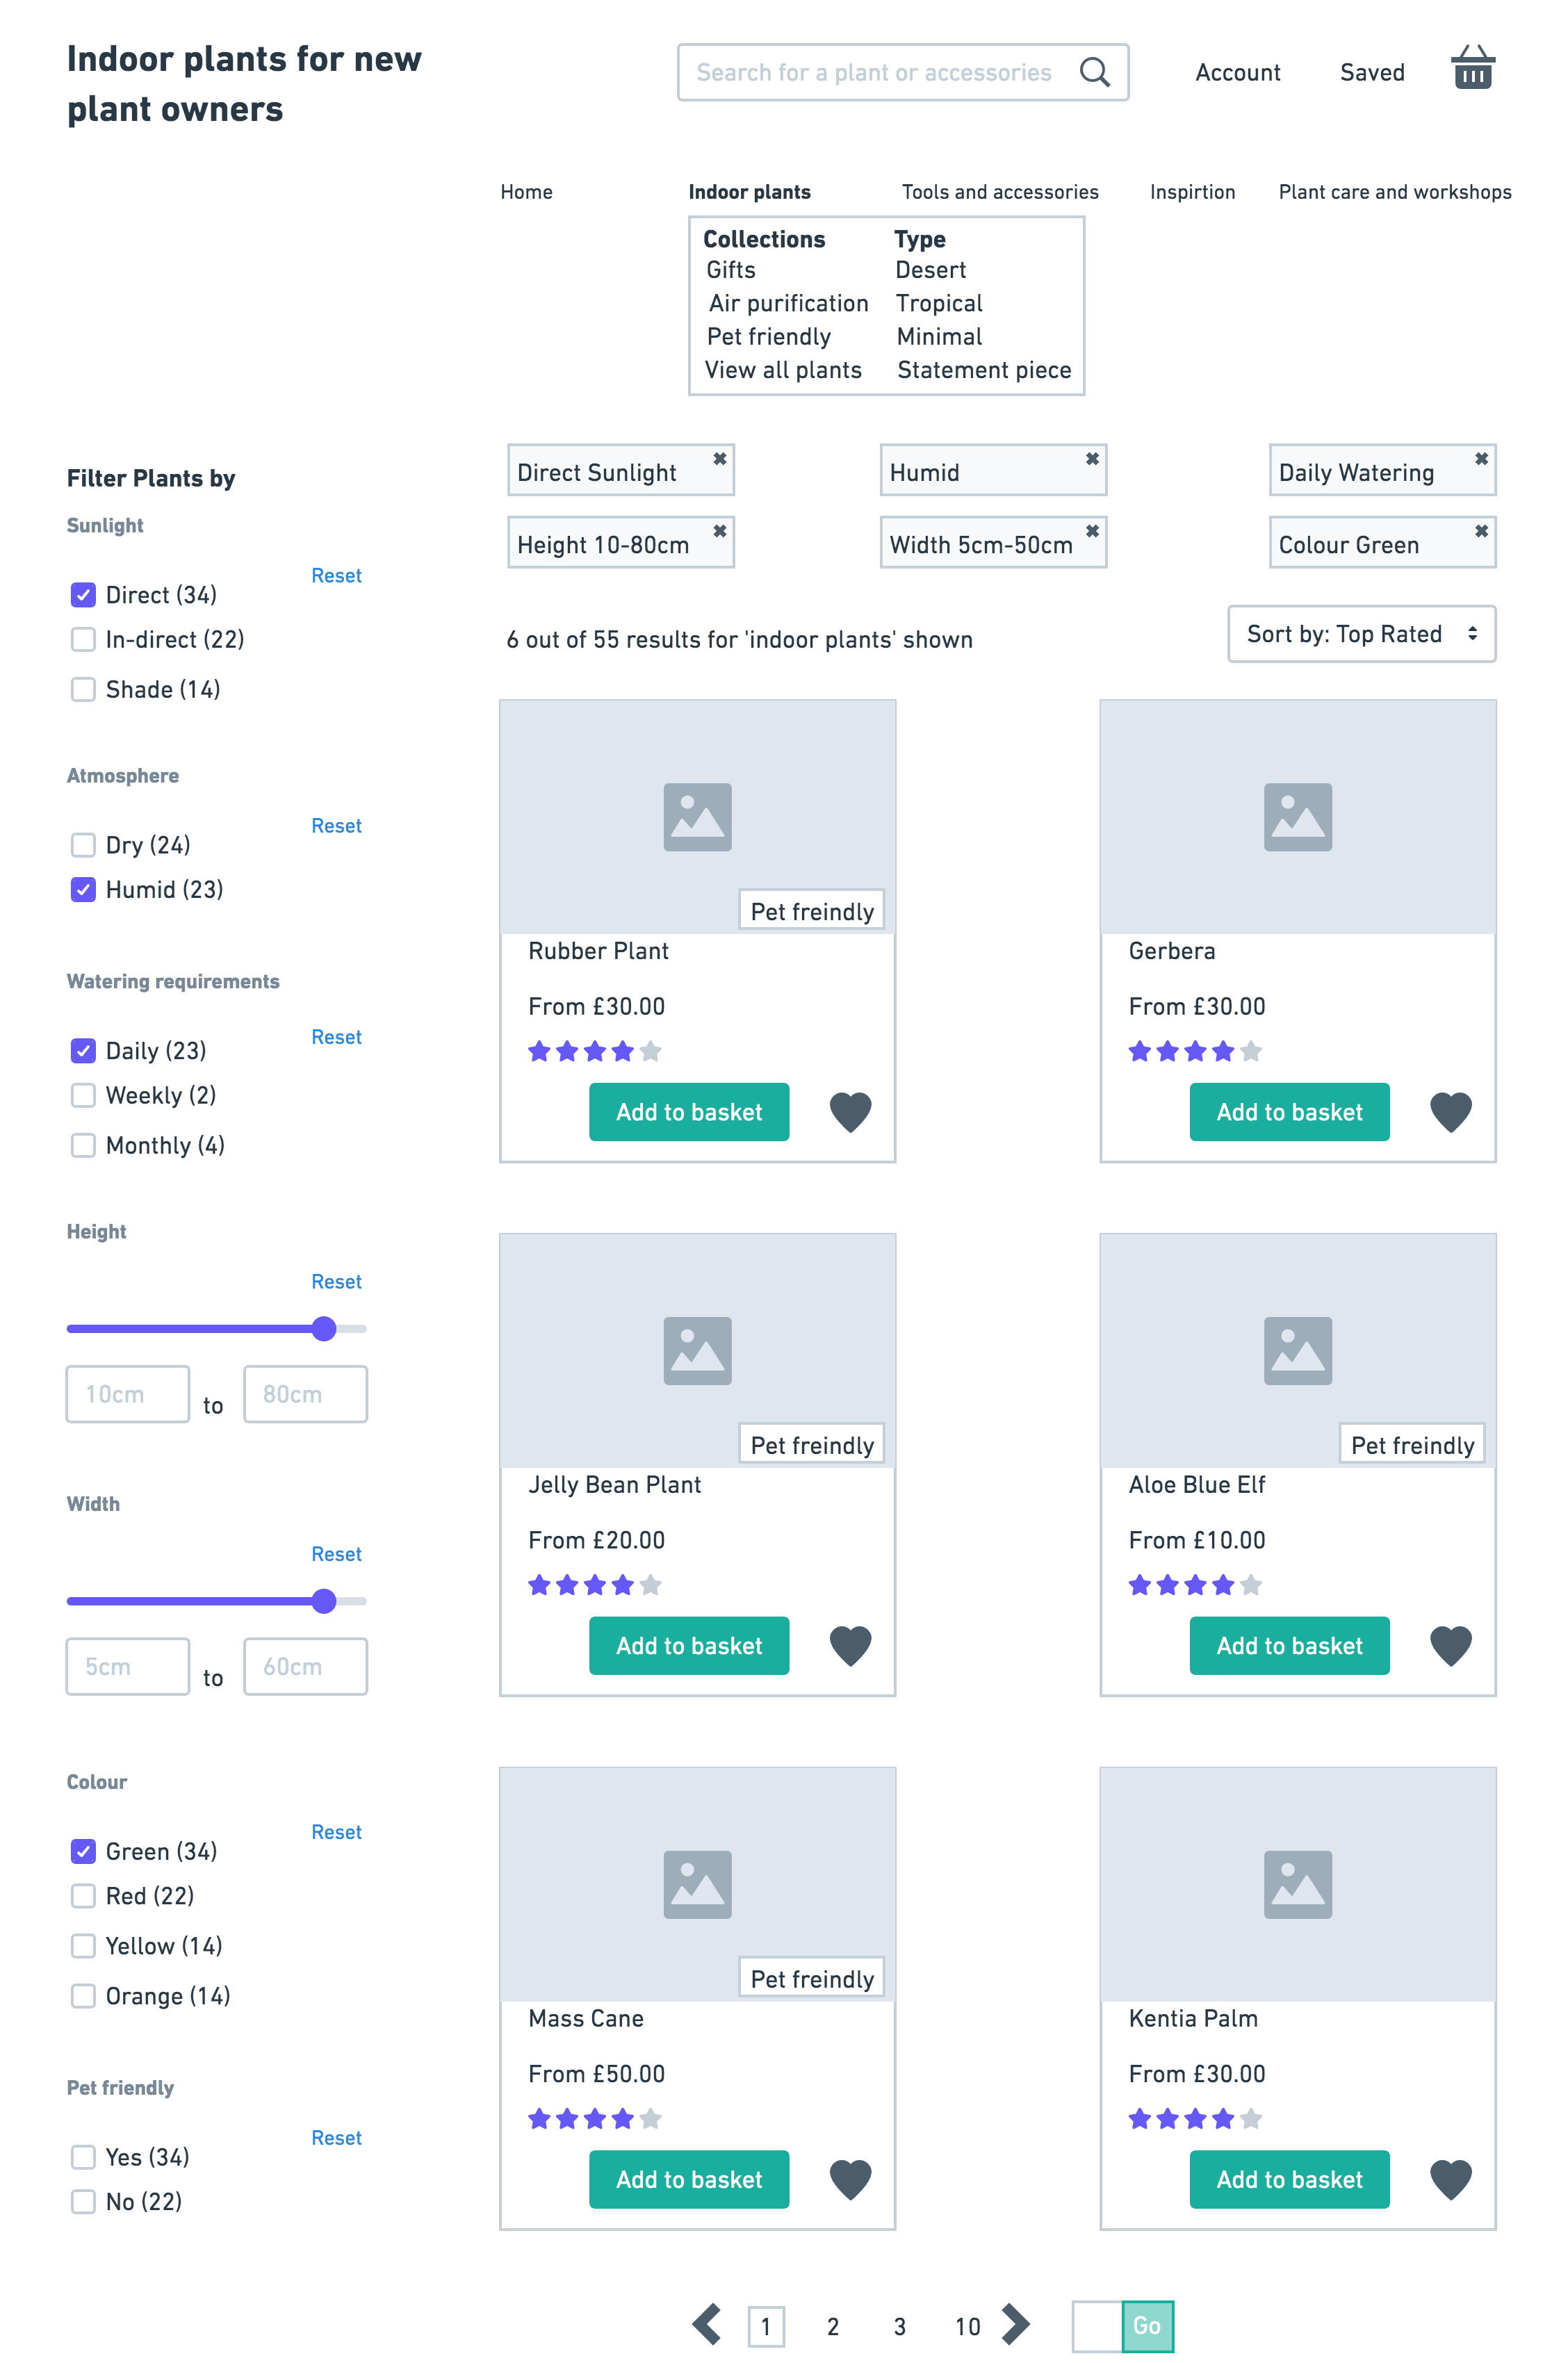 Indoor plants for new
plant owners
Search for a plant or accessories
Account
Saved
Home
Indoor plants
Tools and accessories
Inspirtion
Plant care and workshops
Collections
Gifts
Air purification
Pet friendly
View all plants
Type
Desert
Tropical
Minimal
Statement piece
Filter Plants by
Sunlight
Reset
Direct (34)
In-direct (22)
Shade (14)
Atmosphere
Reset
Dry (24)
Humid (23)
Watering requirements
Reset
Daily (23)
Weekly (2)
Monthly (4)
Height
Reset
10cm
to
80cm
Width
Reset
5cm
to
60cm
Colour
Reset
Green (34)
Red (22)
Yellow (14)
Orange (14)
Pet friendly
Reset
Yes (34)
No (22)
Direct Sunlight
Humid
Daily Watering
Height 10-80cm
Width 5cm-50cm
Colour Green
6 out of 55 results for 'indoor plants' shown
Sort by: Top Rated
Pet freindly
Rubber Plant
From £30.00
Add to basket
Gerbera
From £30.00
Add to basket
Pet freindly
Jelly Bean Plant
From £20.00
Add to basket
Pet freindly
Aloe Blue Elf
From £10.00
Add to basket
Pet freindly
Mass Cane
From £50.00
Add to basket
Kentia Palm
From £30.00
Add to basket
1
2
3
10
Go